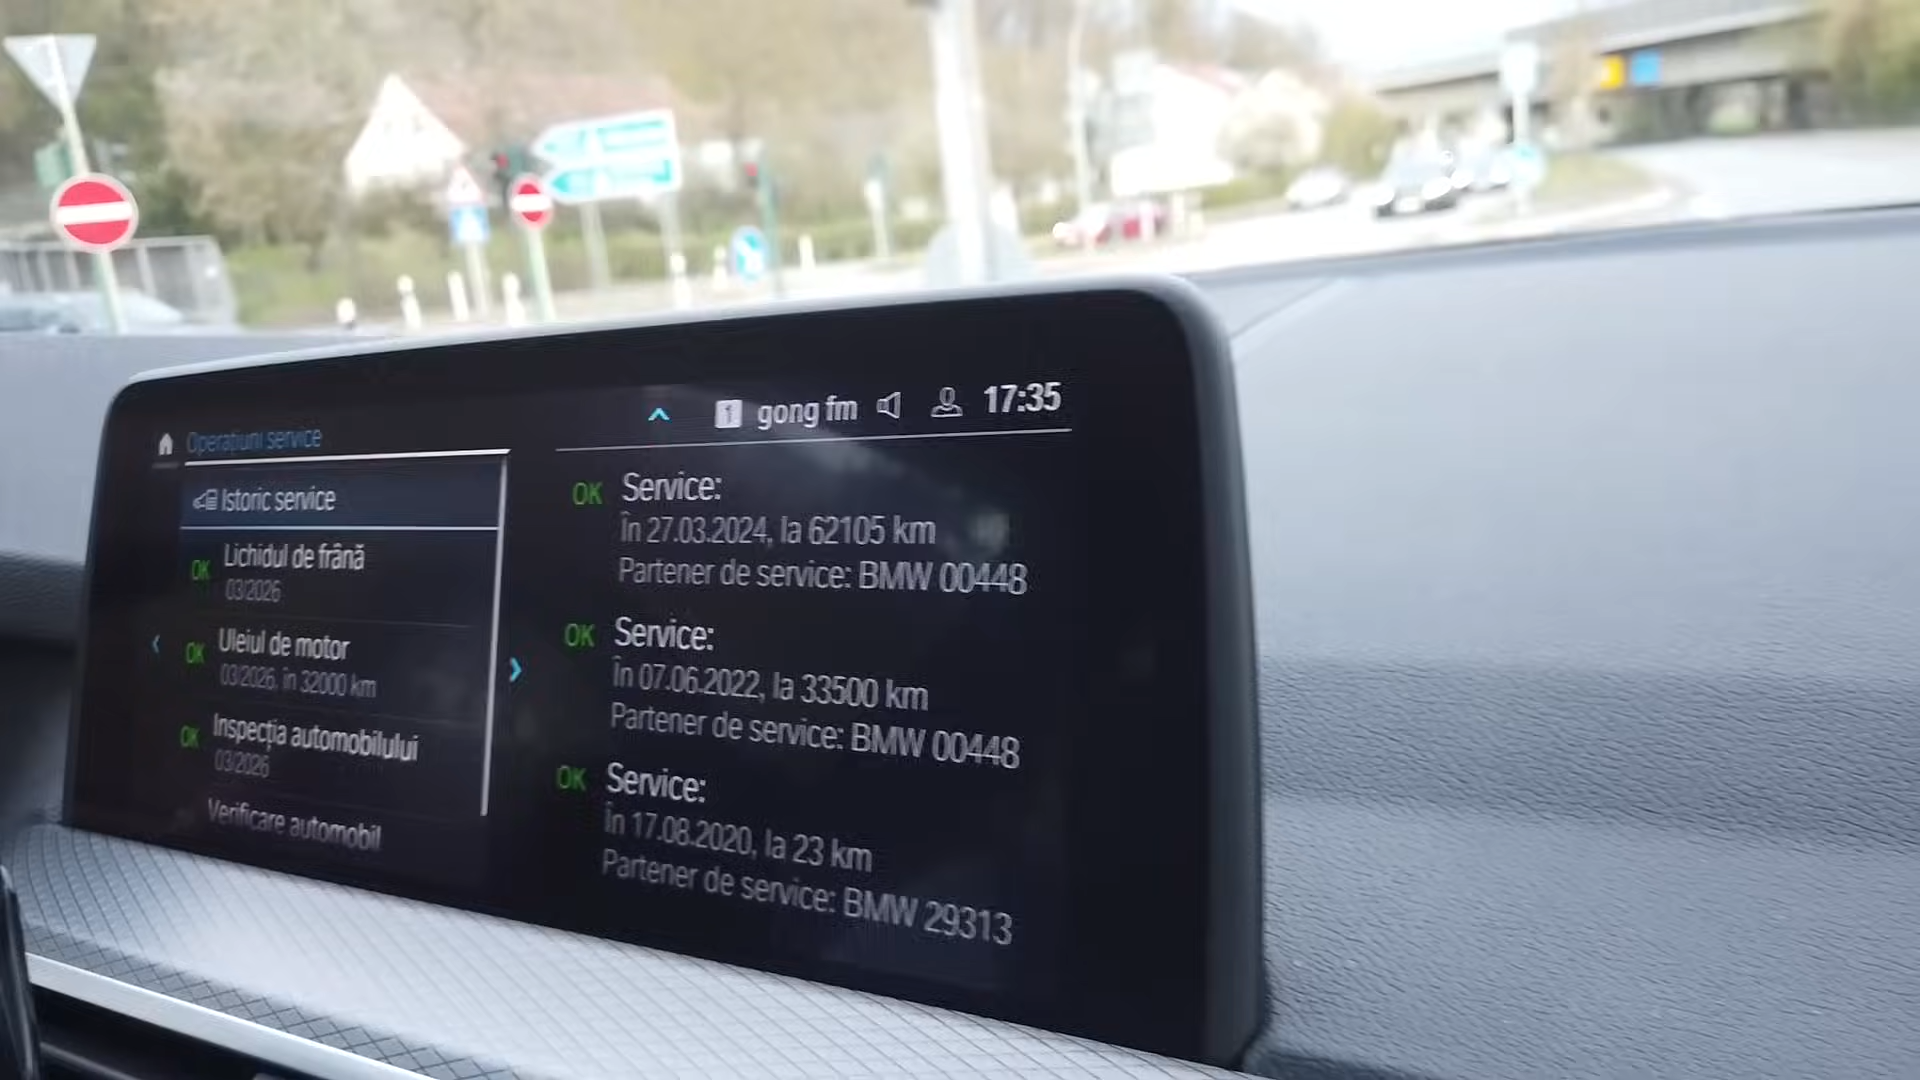 gong fm 17:35
Operațiuni service
Istoric service
OK Lichidul de frână
03/2026
OK Uleiul de motor
03/2026, în 32000 km
OK Inspecția automobilului
03/2026
Verificare automobil
OK Service:
În 27.03.2024, la 62105 km
Partener de service: BMW 00448
OK Service:
În 07.06.2022, la 33500 km
Partener de service: BMW 00448
OK Service:
În 17.08.2020, la 23 km
Partener de service: BMW 29313